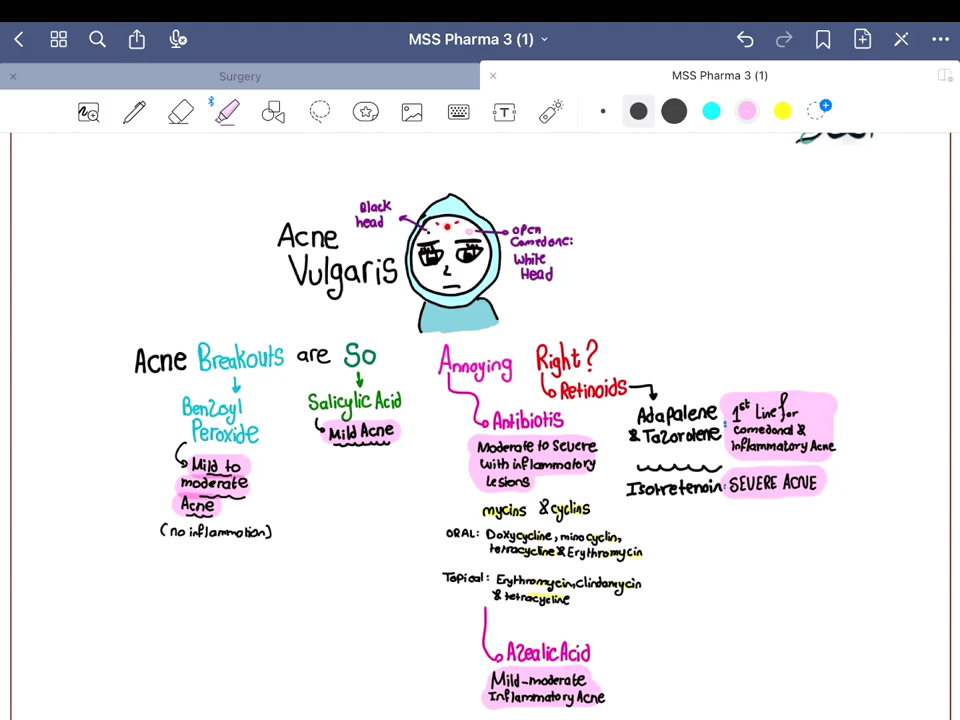 MSS Pharma 3 (1)
Surgery
MSS Pharma 3 (1)
Black
head
Acne
Vulgaris
open
Comedone:
White
Head
Acne Breakouts are So Annoying Right?
Benzoyl
Peroxide
Mild to
moderate
Acne
(no inflammation)
Salicylic Acid
Mild Acne
Antibiotis
Moderate to Severe
with inflammatory
lesions
mycins & cyclins
ORAL: Doxycycline, minocyclin,
tetracycline & Erythromycin
Topical: Erythromycin, Clindamycin
& tetracycline
Azealic Acid
Mild-moderate
Inflammatory Acne
Retinoids
Adapalene
& Tazorolene:
1st Line for
comedonal &
inflammatory Acne
Isotretenoin: SEVERE ACNE